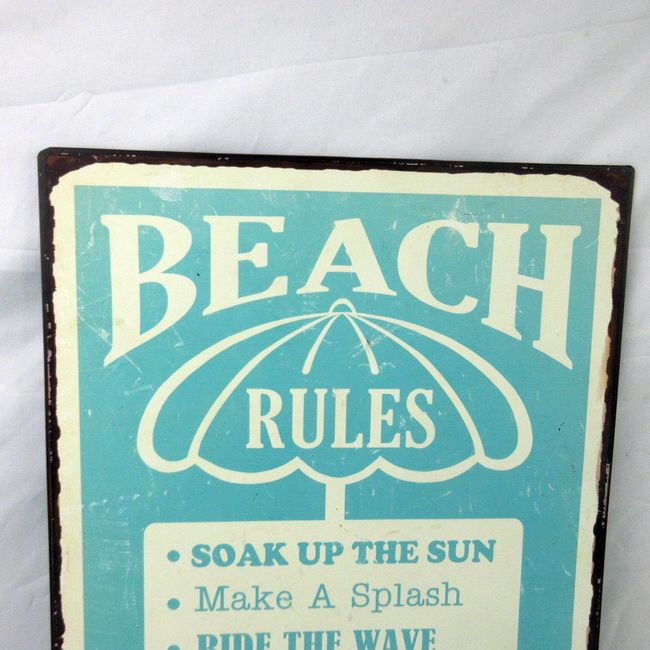 BEACH
RULES
• SOAK UP THE SUN
• Make A Splash
• RIDE THE WAVE